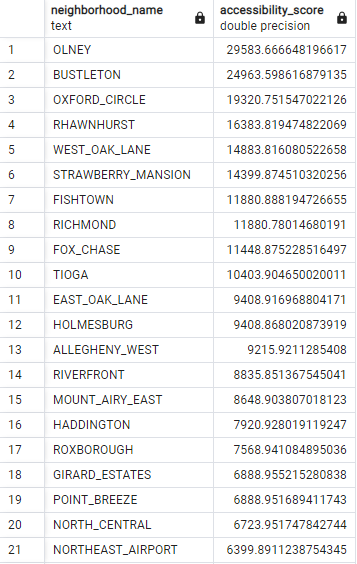 neighborhood_name accessibility_score
text double precision
1 OLNEY 29583.666648196617
2 BUSTLETON 24963.598616879135
3 OXFORD_CIRCLE 19320.751547022126
4 RHAWNHURST 16383.819474822069
5 WEST_OAK_LANE 14883.816080522658
6 STRAWBERRY_MANSION 14399.874510320256
7 FISHTOWN 11880.888194726655
8 RICHMOND 11880.78014680191
9 FOX_CHASE 11448.875228516497
10 TIOGA 10403.904650020011
11 EAST_OAK_LANE 9408.916968804171
12 HOLMESBURG 9408.868020873919
13 ALLEGHENY_WEST 9215.9211285408
14 RIVERFRONT 8835.851367545041
15 MOUNT_AIRY_EAST 8648.903807018123
16 HADDINGTON 7920.928019119247
17 ROXBOROUGH 7568.941084895036
18 GIRARD_ESTATES 6888.955215280838
19 POINT_BREEZE 6888.951689411743
20 NORTH_CENTRAL 6723.951747842744
21 NORTHEAST_AIRPORT 6399.8911238754345